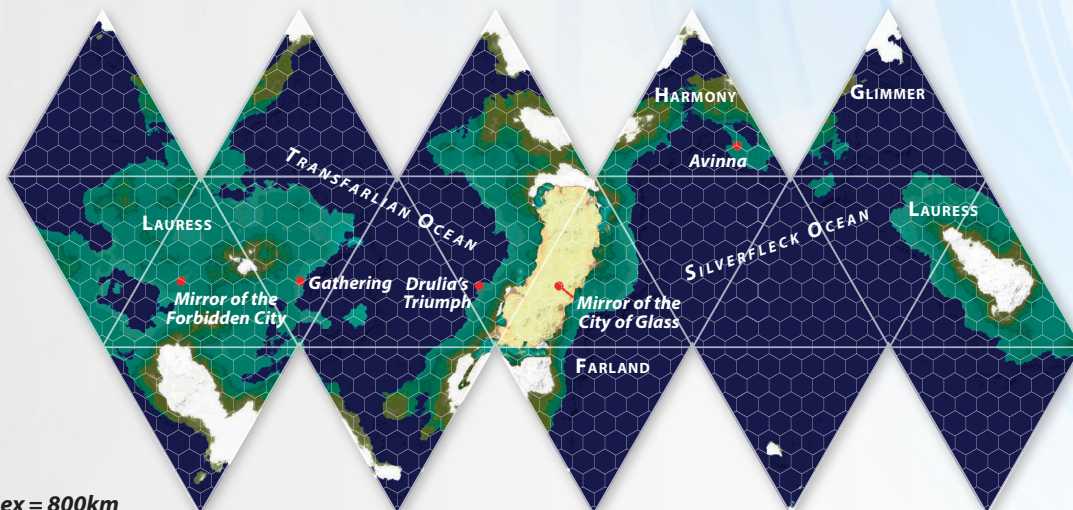 HARMONY
GLIMMER
Avinna
TRANSFARLIAN OCEAN
LAURESS
LAURESS
SILVERFLECK OCEAN
Gathering
Drulia's
Triumph
Mirror of the
Forbidden City
Mirror of the
City of Glass
FARLAND
ex = 800km